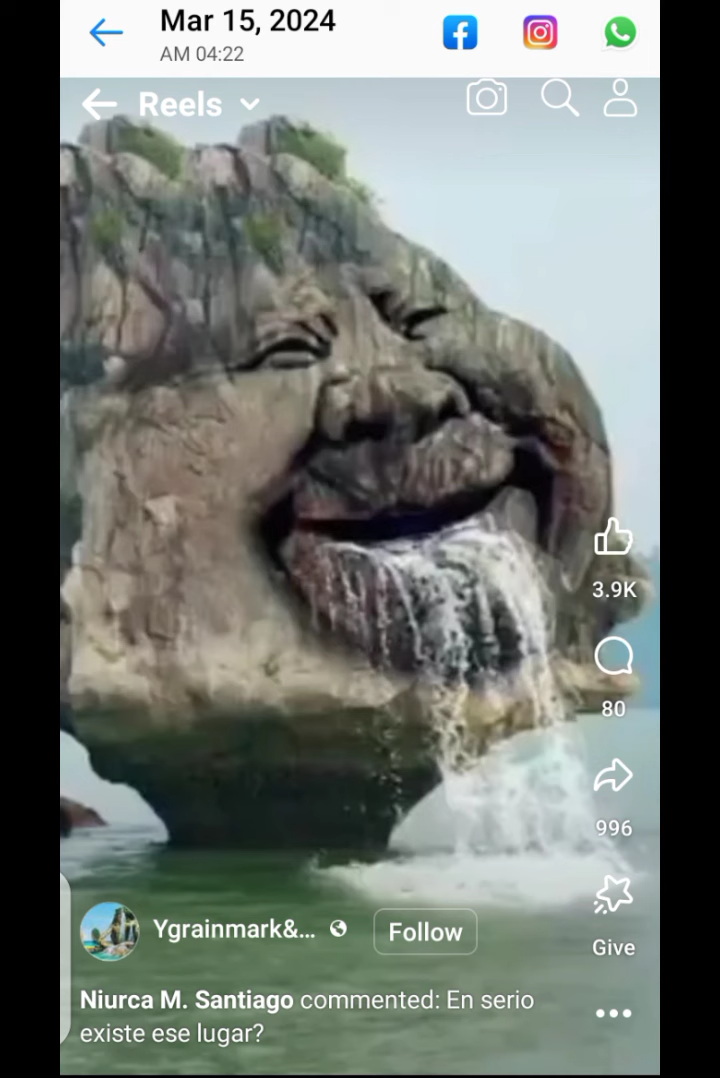 Mar 15, 2024
AM 04:22
Reels
3.9K
80
996
Give
Ygrainmark&...
Follow
Niurca M. Santiago commented: En serio
existe ese lugar?